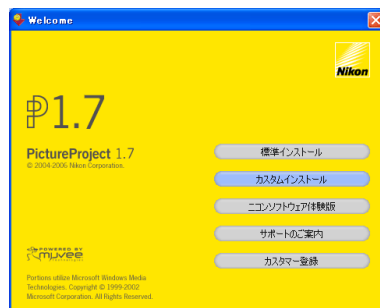 Welcome
Nikon
P1.7
PictureProject 1.7
© 2004-2006 Nikon Corporation.
標準インストール
カスタムインストール
ニコンソフトウェア体験版
サポートのご案内
カスタマー登録
POWERED BY
muvee
Portions utilize Microsoft Windows Media
Technologies. Copyright © 1999-2002
Microsoft Corporation. All Rights Reserved.